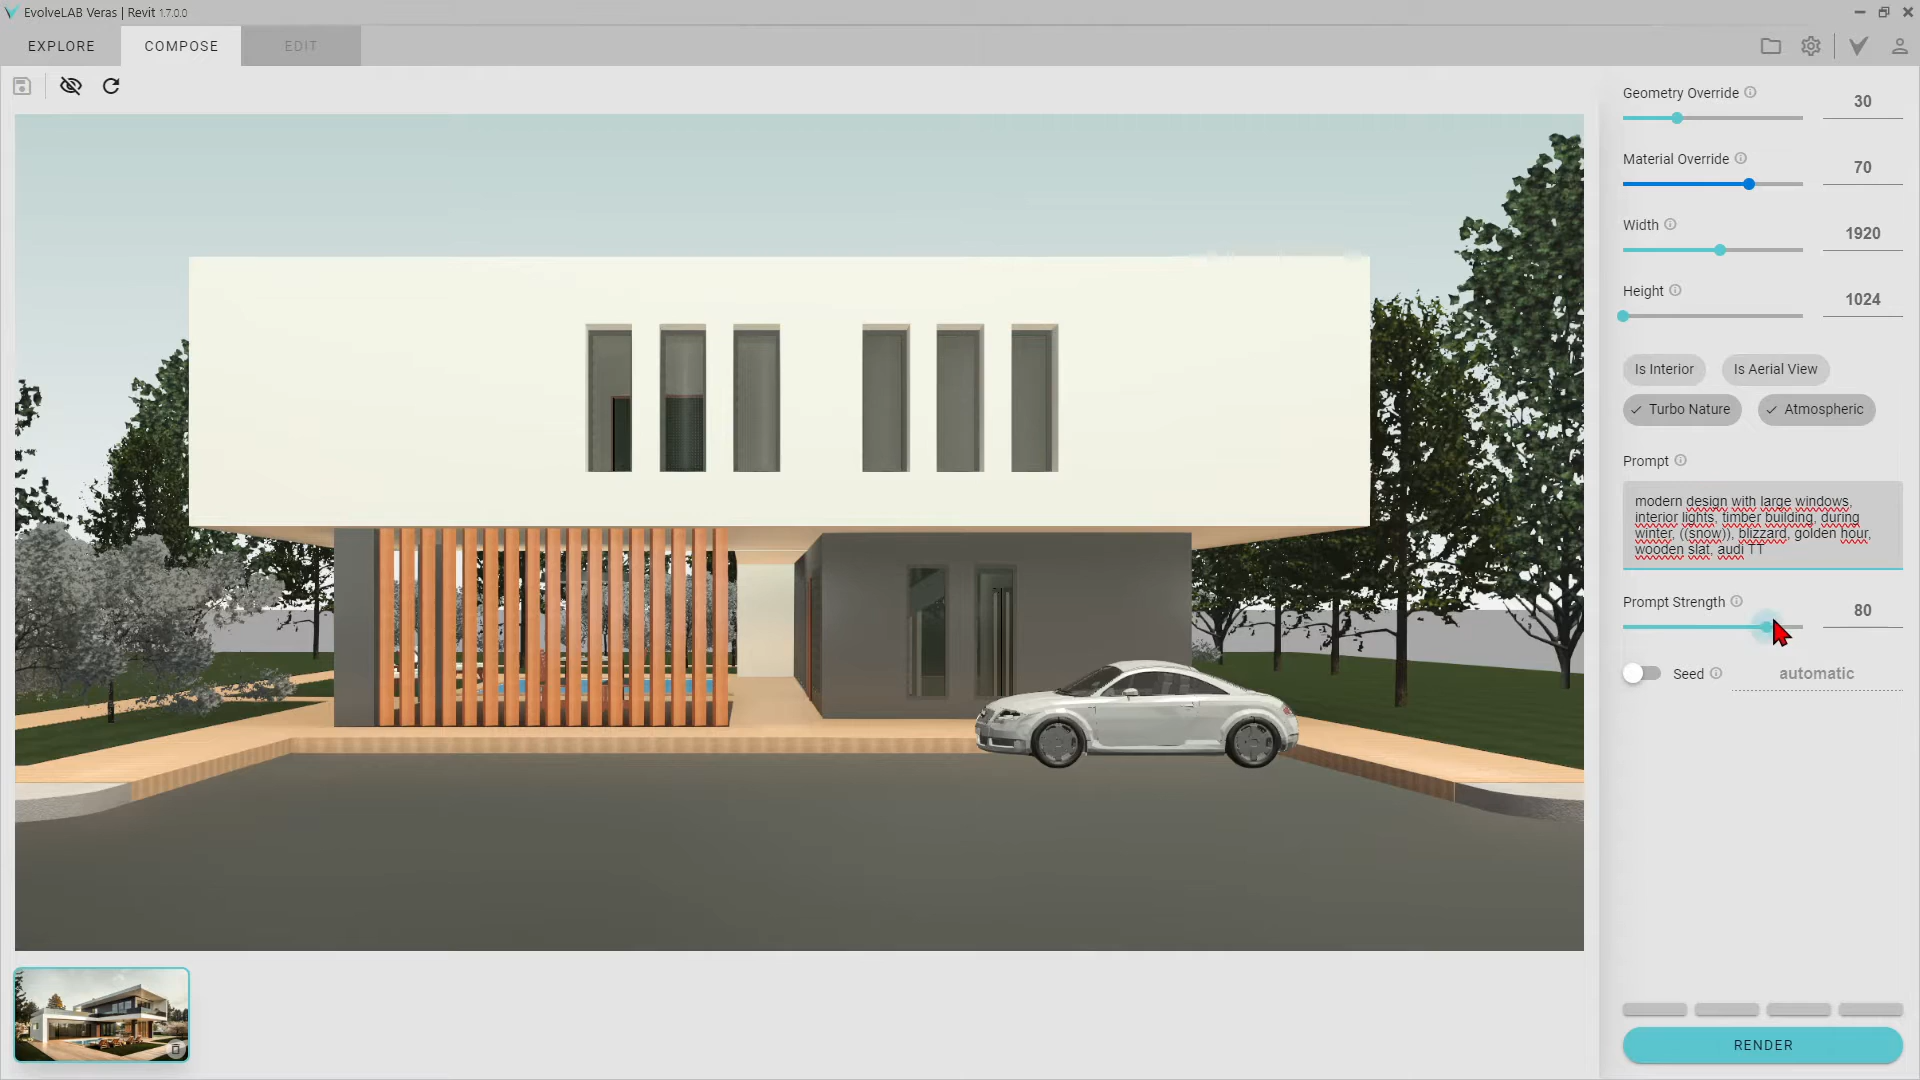 EvolveLAB Veras | Revit 1.7.0.0
EXPLORE
COMPOSE
EDIT
Geometry Override
30
Material Override
70
Width
1920
Height
1024
Is Interior
Is Aerial View
Turbo Nature
Atmospheric
Prompt
modern design with large windows,
interior lights, timber building, during
winter, ((snow)), blizzard, golden hour,
wooden slat, audi TT
Prompt Strength
80
Seed
automatic
RENDER